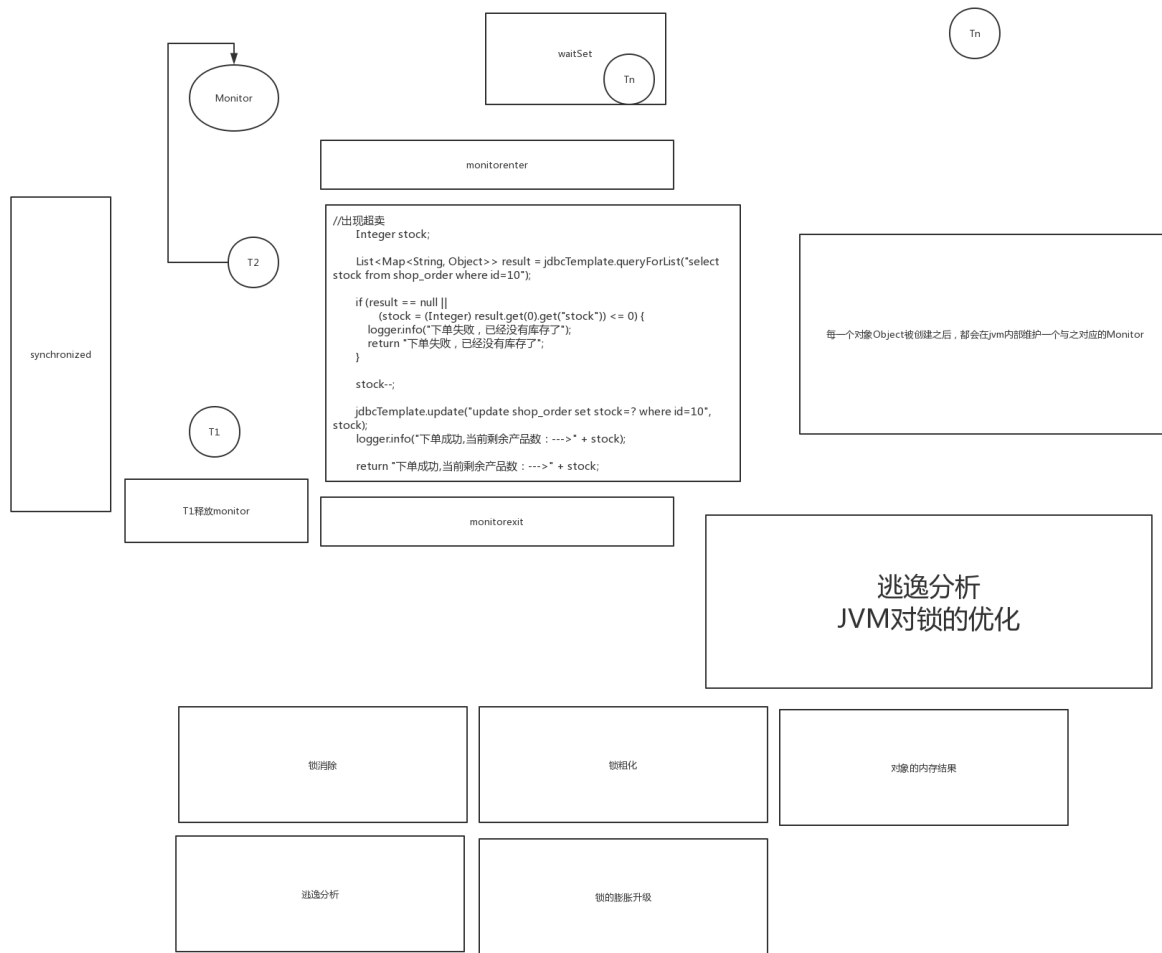 Tn
waitSet
Tn
Monitor
monitorenter
synchronized
T2
T1
T1释放monitor
//出现超卖
Integer stock;
List<Map<String, Object>> result = jdbcTemplate.queryForList("select
stock from shop_order where id=10");
if (result == null ||
(stock = (Integer) result.get(0).get("stock")) <= 0) {
logger.info("下单失败，已经没有库存了");
return "下单失败，已经没有库存了";
}
stock--;
jdbcTemplate.update("update shop_order set stock=? where id=10",
stock);
logger.info("下单成功,当前剩余产品数：--->" + stock);
return "下单成功,当前剩余产品数：--->" + stock;
monitorexit
每一个对象Object被创建之后，都会在jvm内部维护一个与之对应的Monitor
逃逸分析
JVM对锁的优化
锁消除
锁粗化
对象的内存结果
逃逸分析
锁的膨胀升级